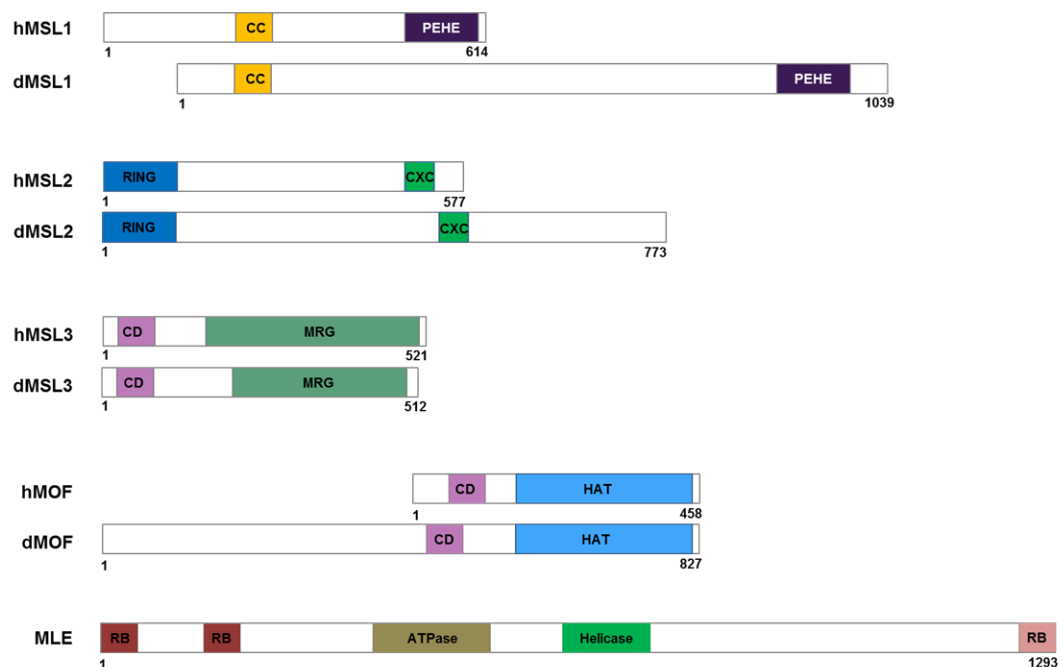 hMSL1 CC PEHE
1 614
dMSL1 CC PEHE
1 1039
hMSL2 RING CXC
1 577
dMSL2 RING CXC
1 773
hMSL3 CD MRG
1 521
dMSL3 CD MRG
1 512
hMOF CD HAT
1 458
dMOF CD HAT
1 827
MLE RB RB ATPase Helicase RB
1 1293